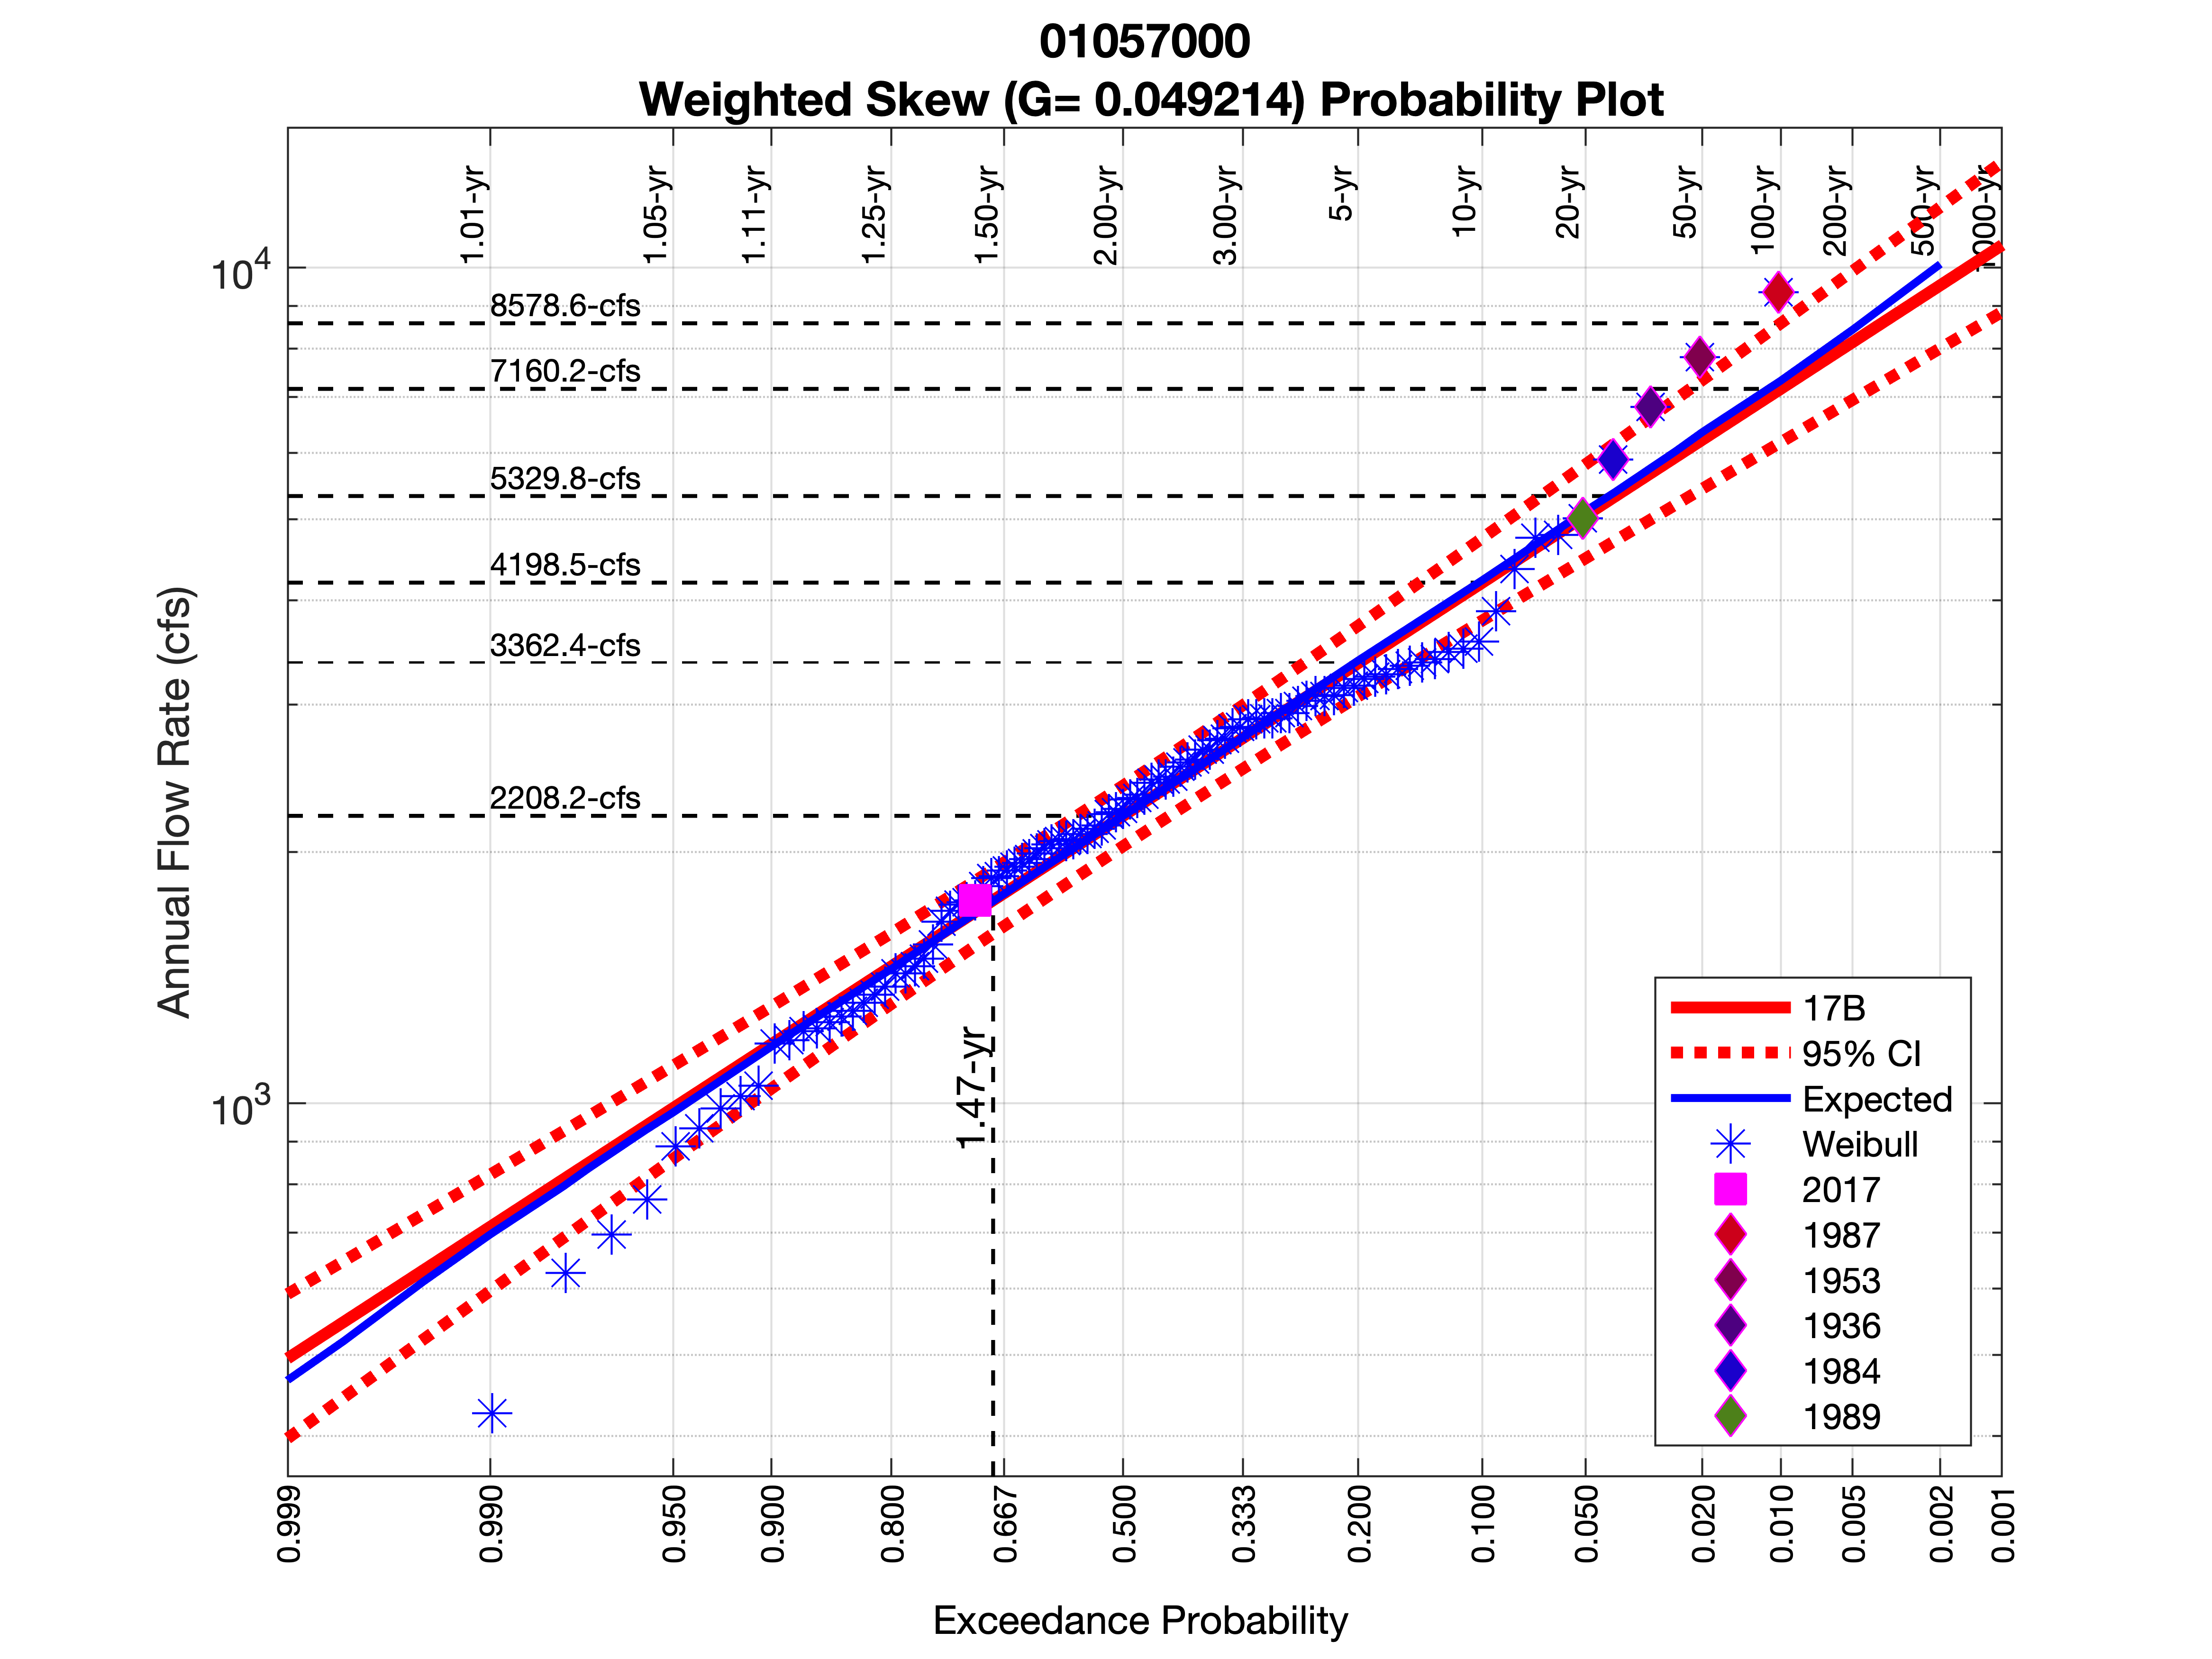 01057000
Weighted Skew (G= 0.049214) Probability Plot
1.01-yr
1.05-yr
1.11-yr
1.25-yr
1.50-yr
2.00-yr
3.00-yr
5-yr
10-yr
20-yr
50-yr
100-yr
200-yr
500-yr
1000-yr
10^4
10^3
Annual Flow Rate (cfs)
8578.6-cfs
7160.2-cfs
5329.8-cfs
4198.5-cfs
3362.4-cfs
2208.2-cfs
1.47-yr
17B
95% CI
Expected
Weibull
2017
1987
1953
1936
1984
1989
0.999
0.990
0.950
0.900
0.800
0.667
0.500
0.333
0.200
0.100
0.050
0.020
0.010
0.005
0.002
0.001
Exceedance Probability